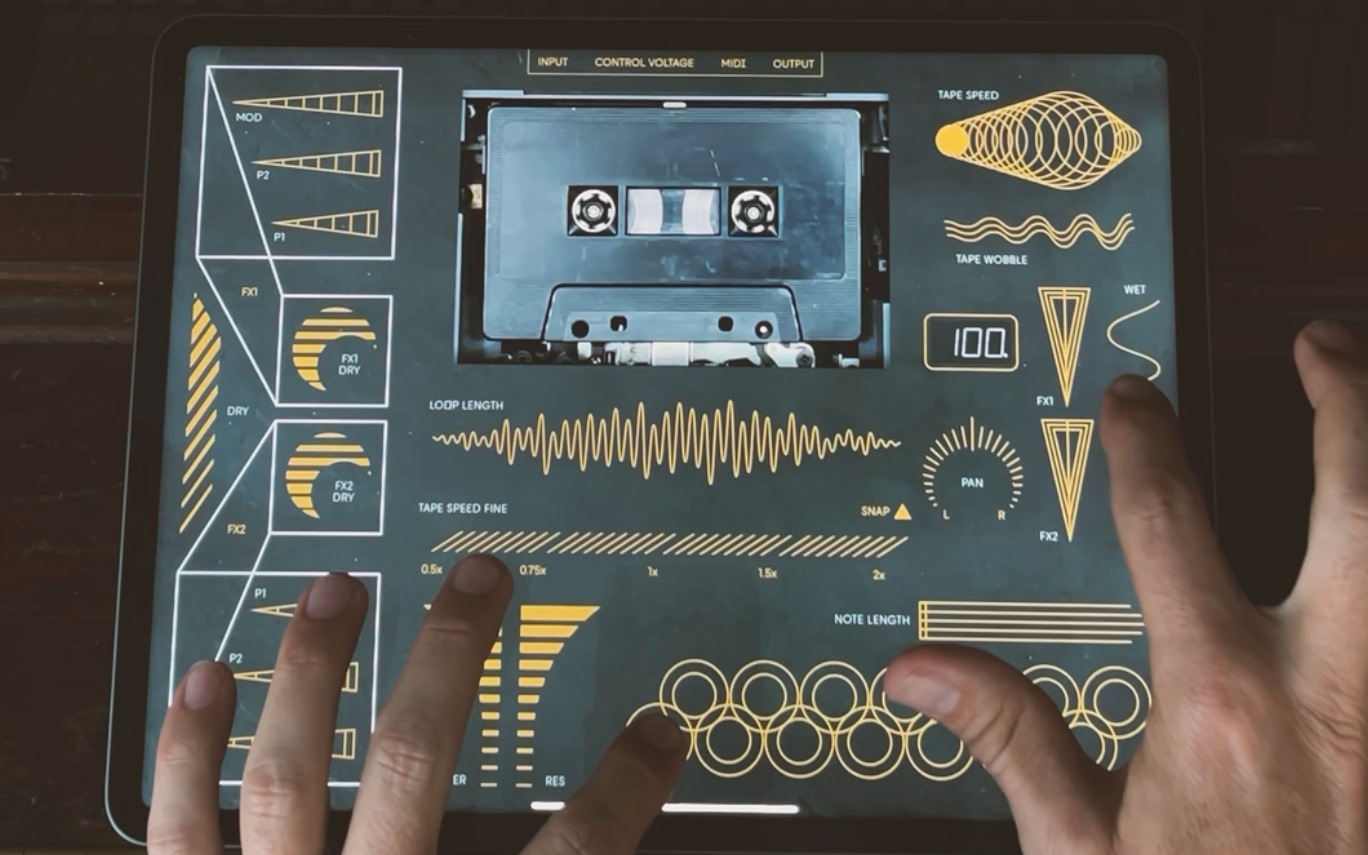 INPUT CONTROL VOLTAGE MIDI OUTPUT
MOD
P2
P1
FX1
FX1
DRY
DRY
FX2
DRY
FX2
P1
P2
TAPE SPEED
TAPE WOBBLE
WET
100.
FX1
LOOP LENGTH
PAN
L R
FX2
TAPE SPEED FINE
SNAP
0.5x 0.75x 1x 1.5x 2x
NOTE LENGTH
ER
RES